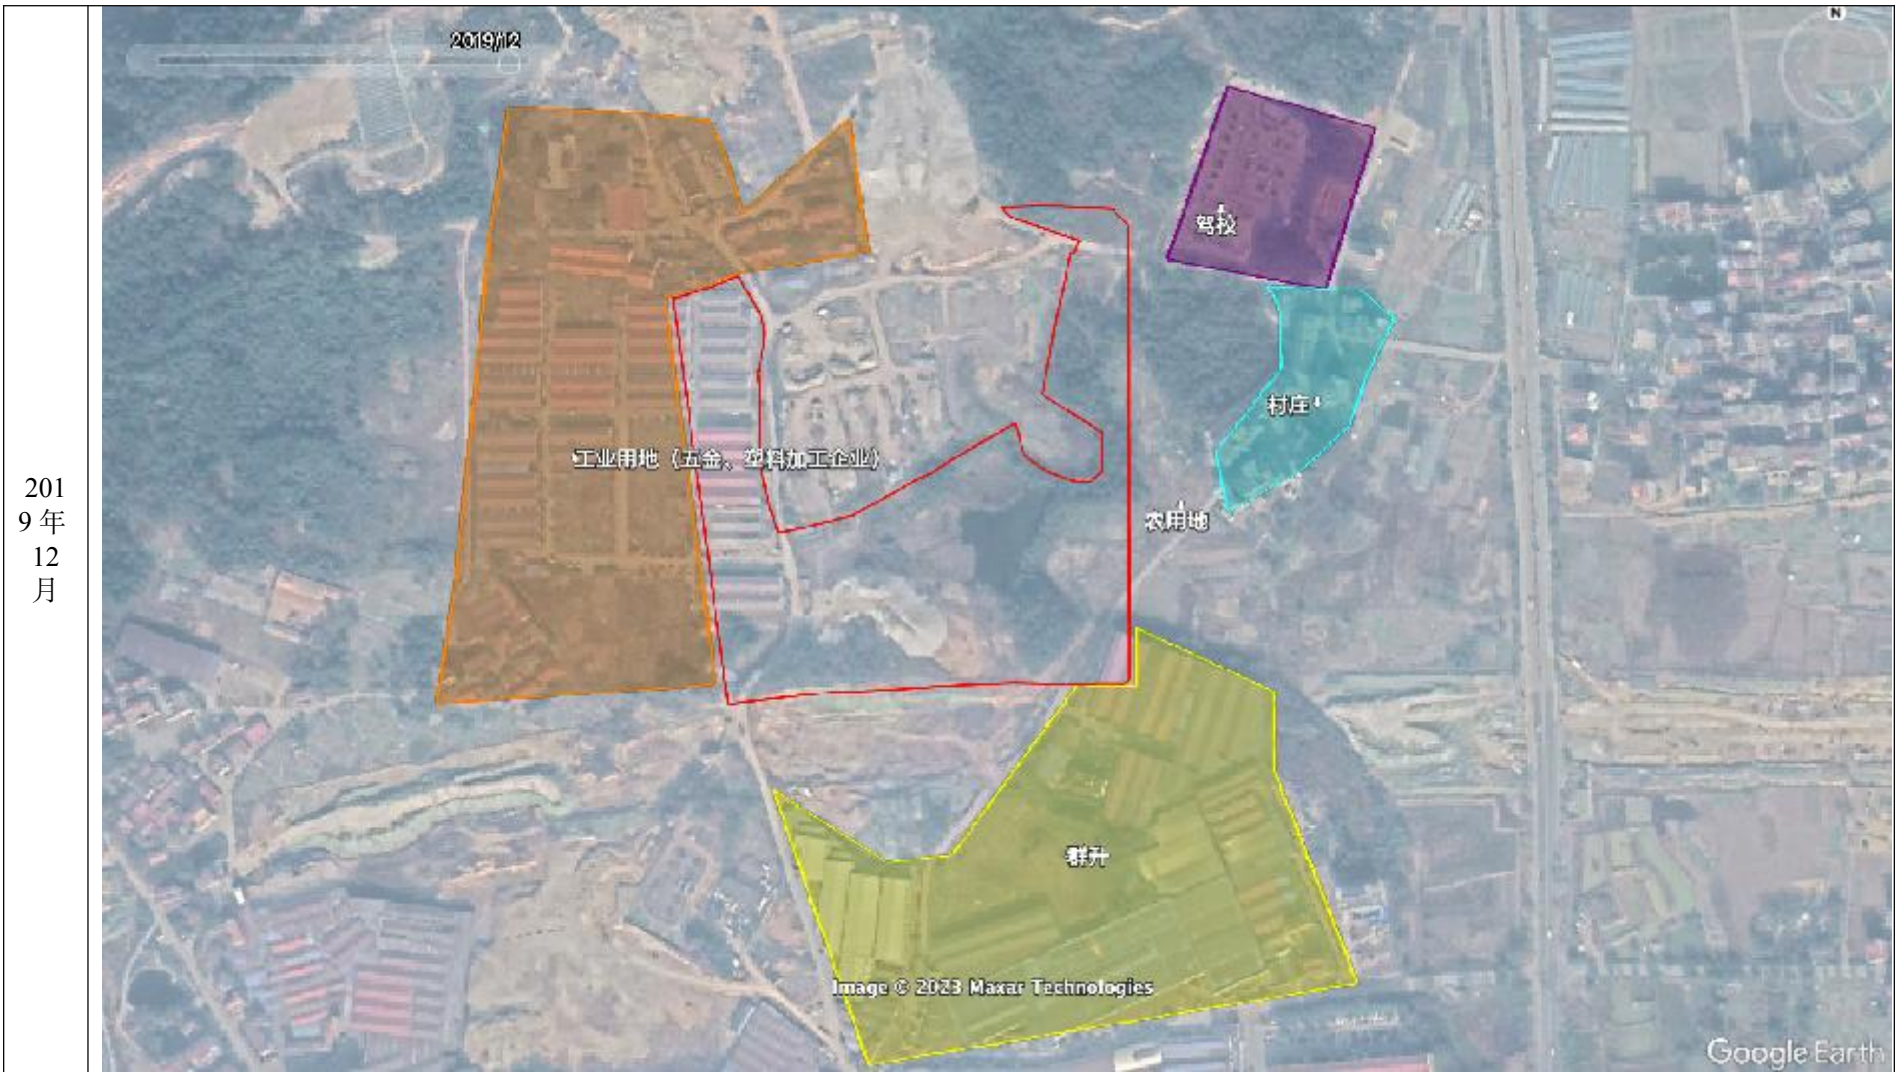 201
9 年
12
月
2019/12
N
驾校
村庄
工业用地（五金、塑料加工企业）
农用地
群升
Image © 2023 Maxar Technologies
Google Earth